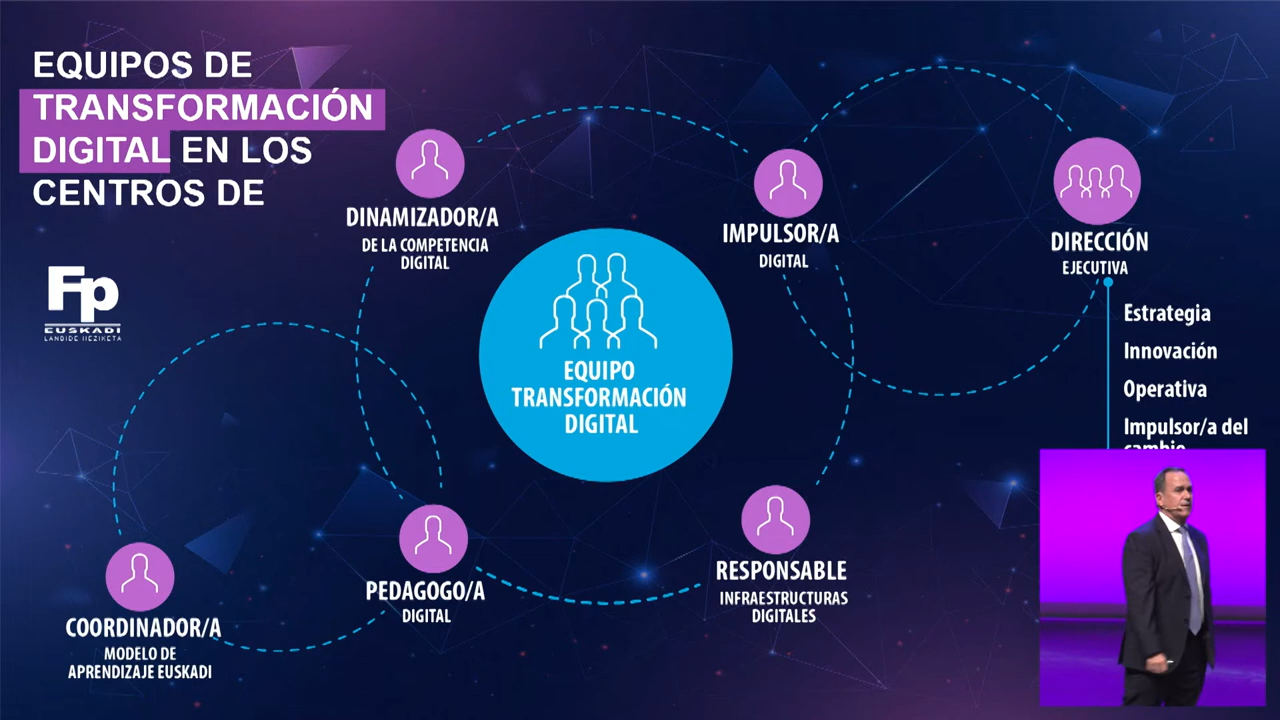 EQUIPOS DE
TRANSFORMACIÓN
DIGITAL EN LOS
CENTROS DE
Fp
EUSKADI
LANBIDE HEZIKETA
DINAMIZADOR/A
DE LA COMPETENCIA
DIGITAL
IMPULSOR/A
DIGITAL
DIRECCIÓN
EJECUTIVA
Estrategia
Innovación
Operativa
Impulsor/a del
cambio
EQUIPO
TRANSFORMACIÓN
DIGITAL
COORDINADOR/A
MODELO DE
APRENDIZAJE EUSKADI
PEDAGOGO/A
DIGITAL
RESPONSABLE
INFRAESTRUCTURAS
DIGITALES